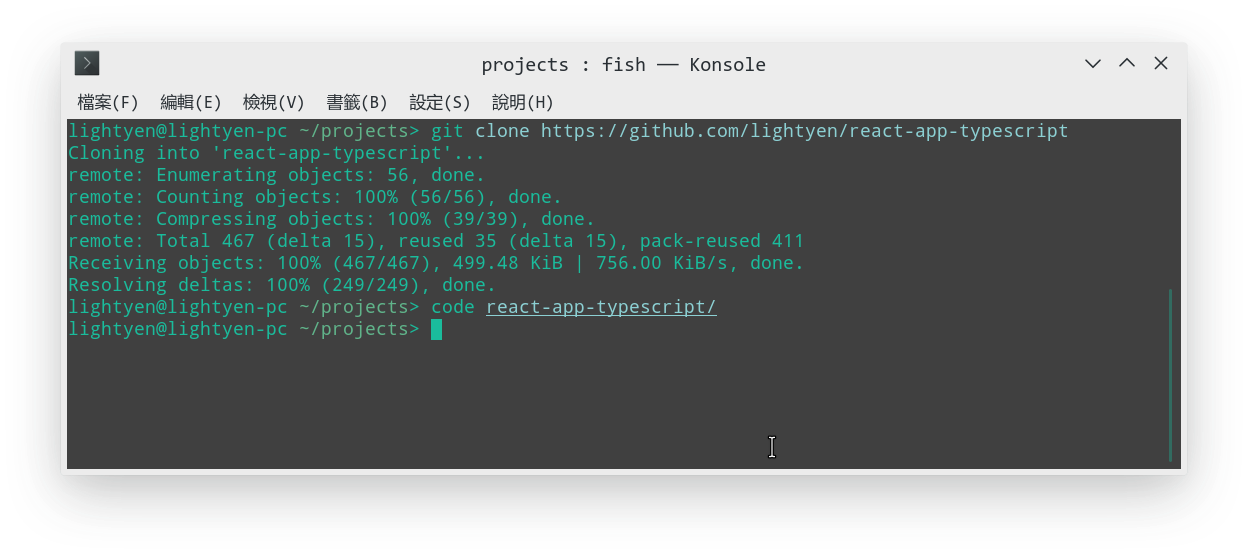 projects : fish — Konsole
檔案(F) 編輯(E) 檢視(V) 書籤(B) 設定(S) 說明(H)
lightyen@lightyen-pc ~/projects> git clone https://github.com/lightyen/react-app-typescript
Cloning into 'react-app-typescript'...
remote: Enumerating objects: 56, done.
remote: Counting objects: 100% (56/56), done.
remote: Compressing objects: 100% (39/39), done.
remote: Total 467 (delta 15), reused 35 (delta 15), pack-reused 411
Receiving objects: 100% (467/467), 499.48 KiB | 756.00 KiB/s, done.
Resolving deltas: 100% (249/249), done.
lightyen@lightyen-pc ~/projects> code react-app-typescript/
lightyen@lightyen-pc ~/projects>